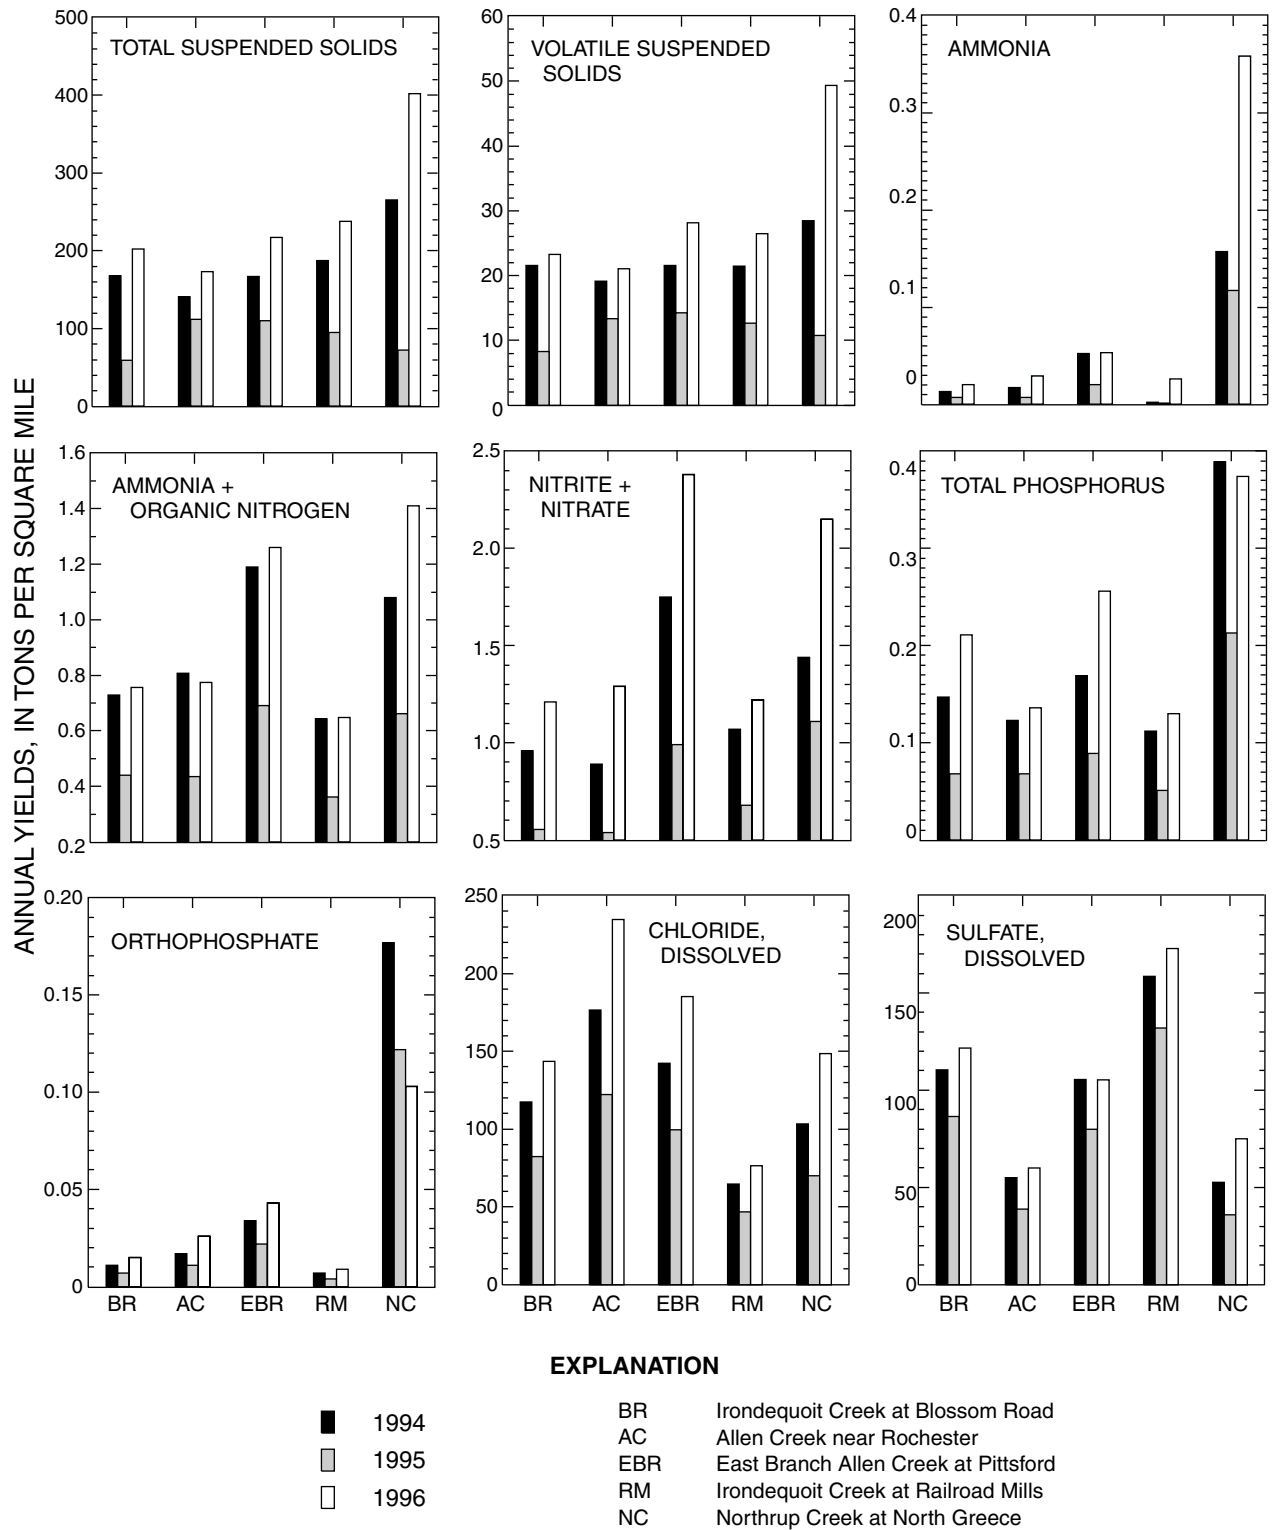 500
400
300
200
100
0
TOTAL SUSPENDED SOLIDS
60
50
40
30
20
10
0
VOLATILE SUSPENDED
SOLIDS
0.4
0.3
0.2
0.1
0
AMMONIA
ANNUAL YIELDS, IN TONS PER SQUARE MILE
1.6
1.4
1.2
1.0
0.8
0.6
0.4
0.2
AMMONIA +
ORGANIC NITROGEN
2.5
2.0
1.5
1.0
0.5
NITRITE +
NITRATE
0.4
0.3
0.2
0.1
0
TOTAL PHOSPHORUS
0.20
0.15
0.10
0.05
0
ORTHOPHOSPHATE
BR AC EBR RM NC
250
200
150
100
50
0
CHLORIDE,
DISSOLVED
BR AC EBR RM NC
200
150
100
50
0
SULFATE,
DISSOLVED
BR AC EBR RM NC
EXPLANATION
1994
1995
1996
BR Irondequoit Creek at Blossom Road
AC Allen Creek near Rochester
EBR East Branch Allen Creek at Pittsford
RM Irondequoit Creek at Railroad Mills
NC Northrup Creek at North Greece